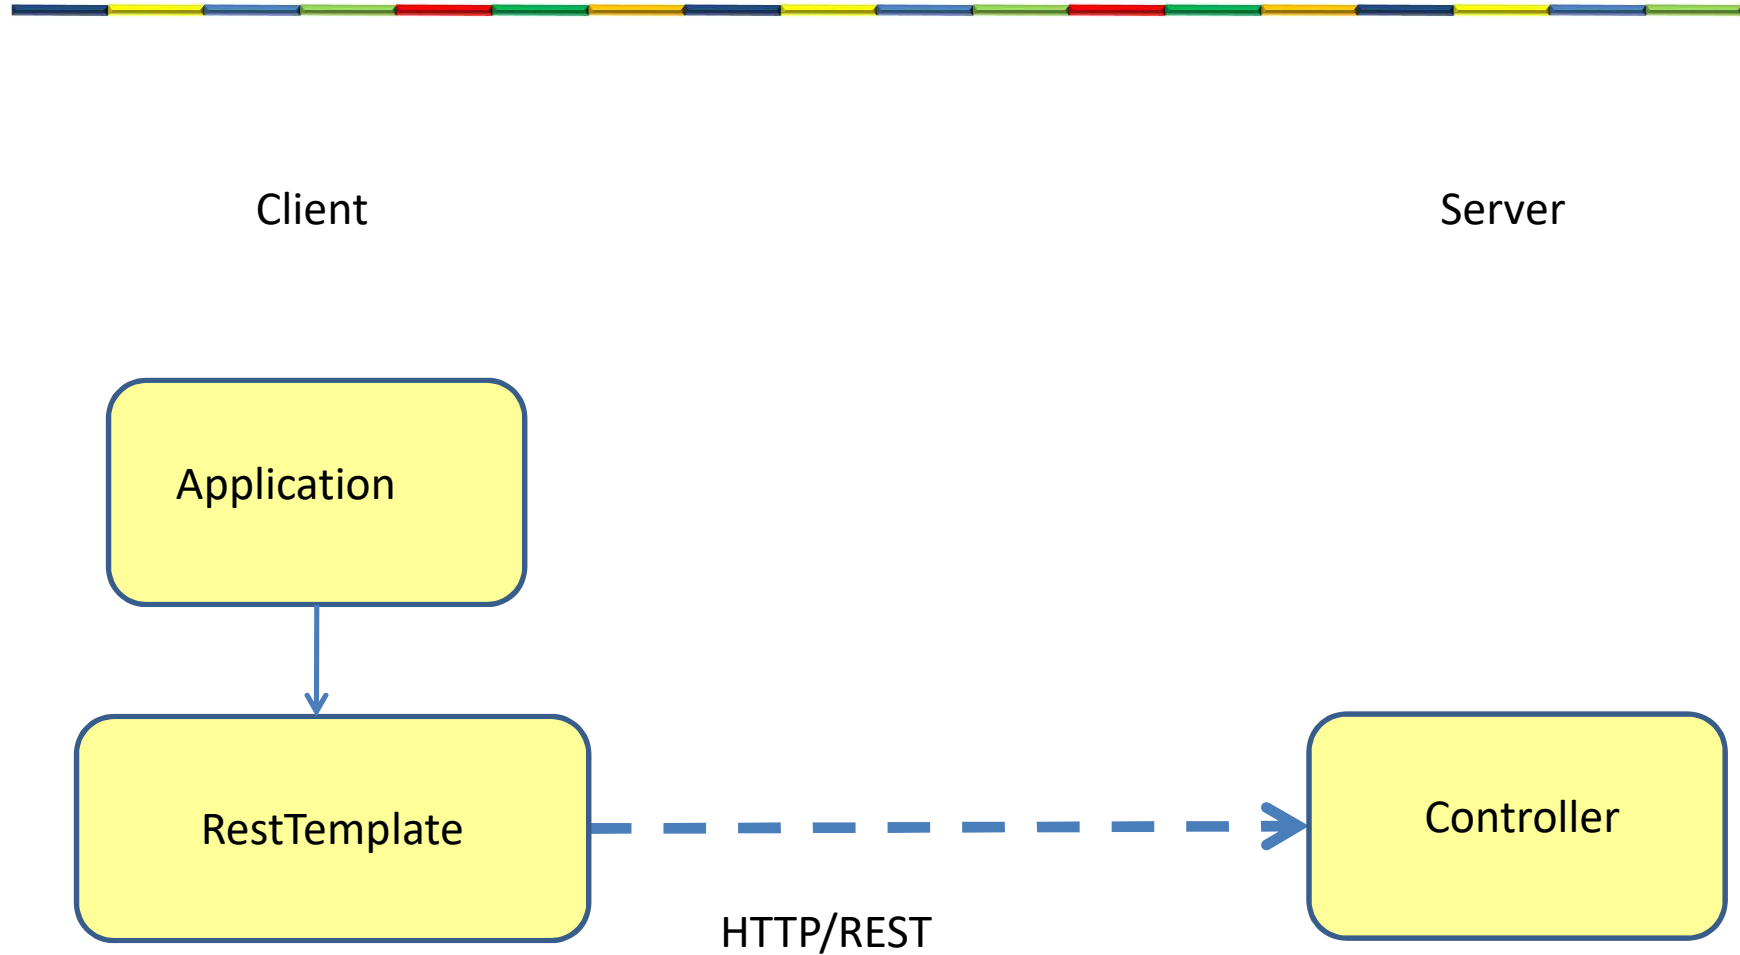 Client
Server
Application
RestTemplate
Controller
HTTP/REST